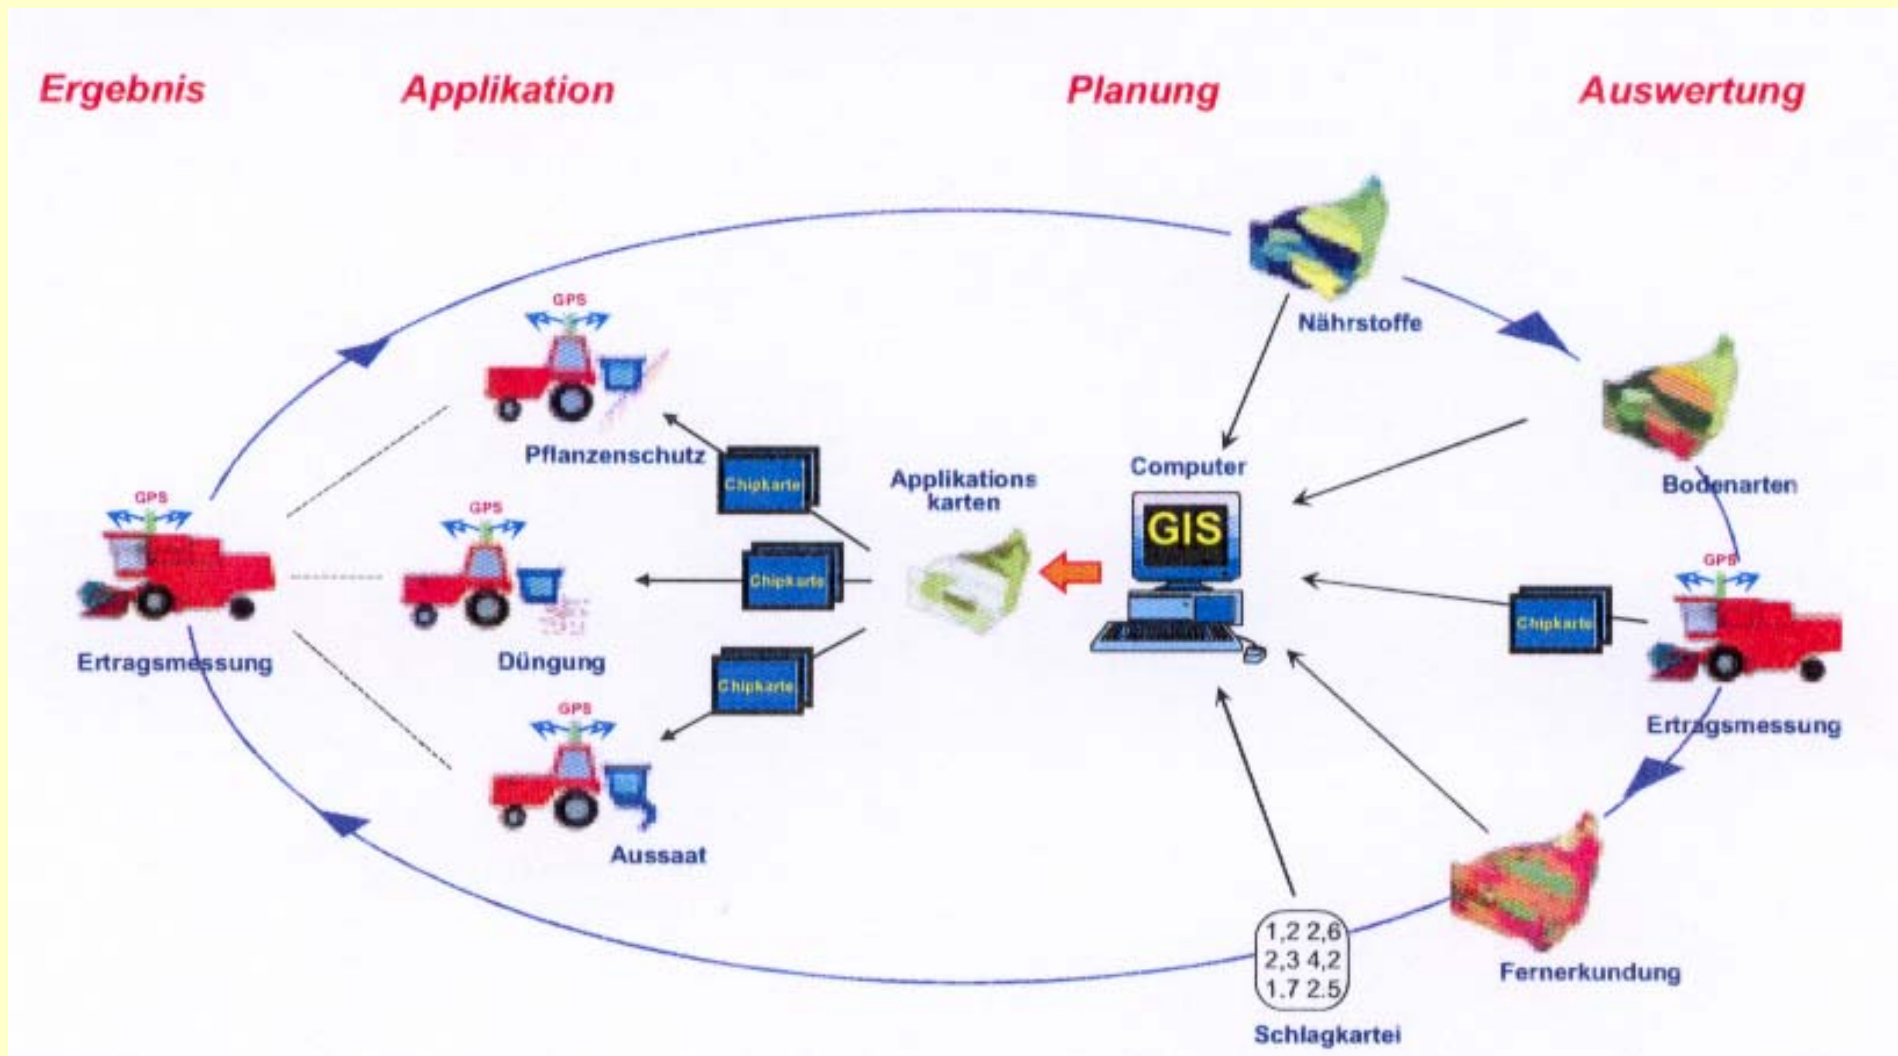 Ergebnis
Applikation
Planung
Auswertung
GPS
Nährstoffe
GPS
Pflanzenschutz
Chipkarte
Applikations
karten
Computer
GIS
Bodenarten
GPS
Ertragsmessung
GPS
Düngung
Chipkarte
Chipkarte
GPS
Ertragsmessung
Chipkarte
GPS
Aussaat
1,2 2,6
2,3 4,2
1.7 2.5
Schlagkartei
Fernerkundung